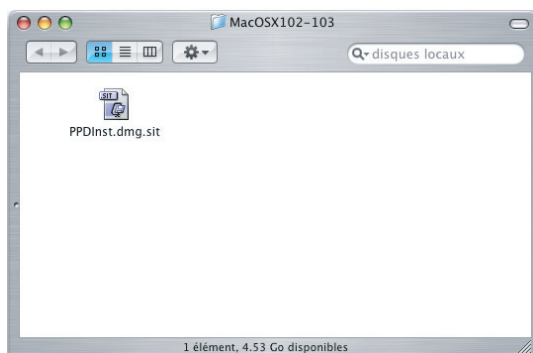 MacOSX102-103
disques locaux
SIT
PPDInst.dmg.sit
1 élément, 4.53 Go disponibles